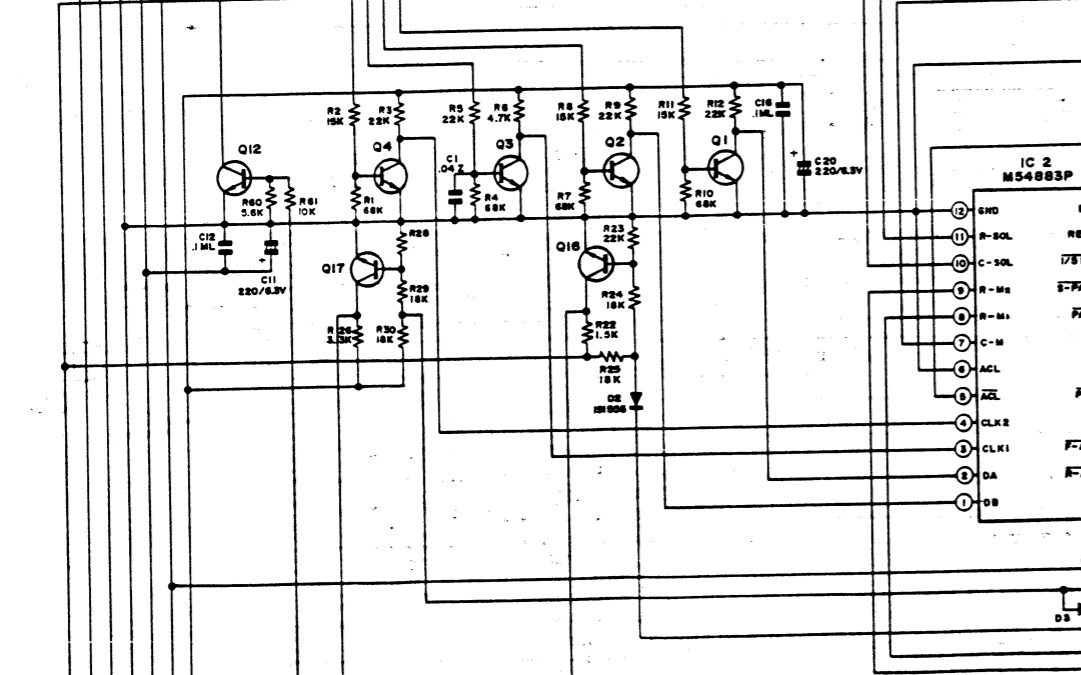 R2
15K
R3
22K
R5
22K
R6
4.7K
R8
15K
R9
22K
R11
15K
R12
22K
C16
.1ML
Q12
Q4
C1
.047
Q3
Q2
Q1
+
C20
220/6.3V
IC 2
M54883P
R60
5.6K
R61
10K
R1
68K
R4
68K
R7
68K
R10
68K
12 GND
11 R-SOL
10 C-SOL
9 R-M2
8 R-M1
7 C-M
6 ACL
5 ACL
4 CLK2
3 CLK1
2 DA
1 DB
C12
.1ML
+
C11
220/6.3V
R28
Q17
R29
18K
R26
3.3K
R30
18K
R23
22K
Q16
R24
18K
R22
1.5K
R25
18K
D2
D3